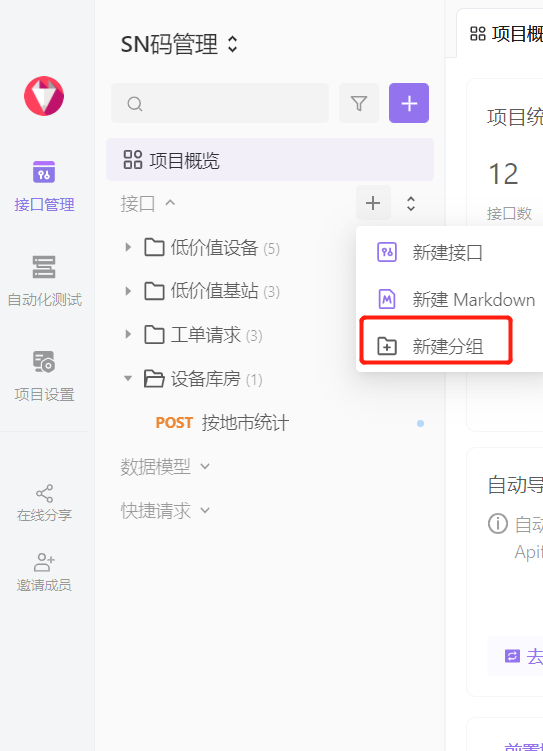 SN码管理
项目概
项目概览
项目统
12
接口数
接口管理
接口
新建接口
新建 Markdown
新建分组
低价值设备 (5)
低价值基站 (3)
工单请求 (3)
设备库房 (1)
POST 按地市统计
数据模型
快捷请求
自动化测试
项目设置
在线分享
邀请成员
自动导
自动
Apif
去
前置